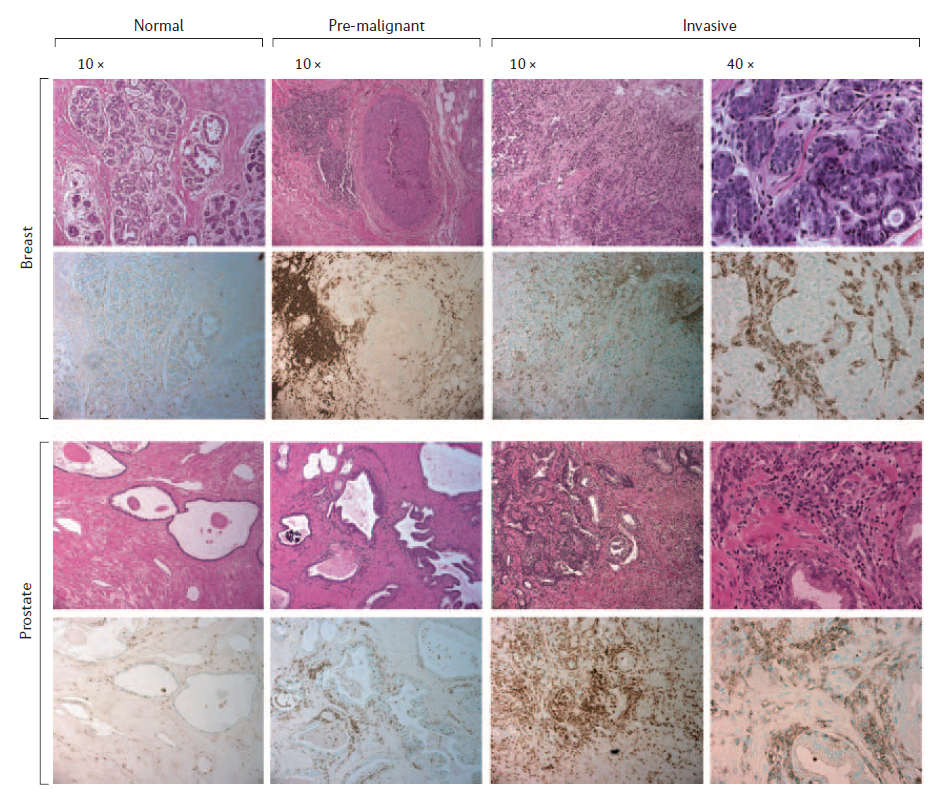 Normal
Pre-malignant
Invasive
10 ×
10 ×
10 ×
40 ×
Breast
Prostate